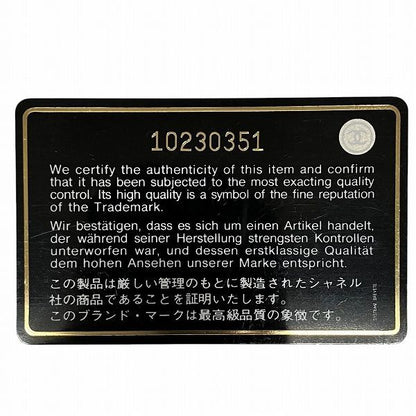 10230351
We certify the authenticity of this item and confirm
that it has been subjected to the most exacting quality
control. Its high quality is a symbol of the fine reputation
of the Trademark.
Wir bestätigen, dass es sich um einen Artikel handelt,
der während seiner Herstellung strengsten Kontrollen
unterworfen war, und dessen erstklassige Qualität
dem hohen Ansehen unserer Marke entspricht.
この製品は厳しい管理のもとに製造されたシャネル
社の商品であることを証明いたします。
このブランド・マークは最高級品質の象徴です。